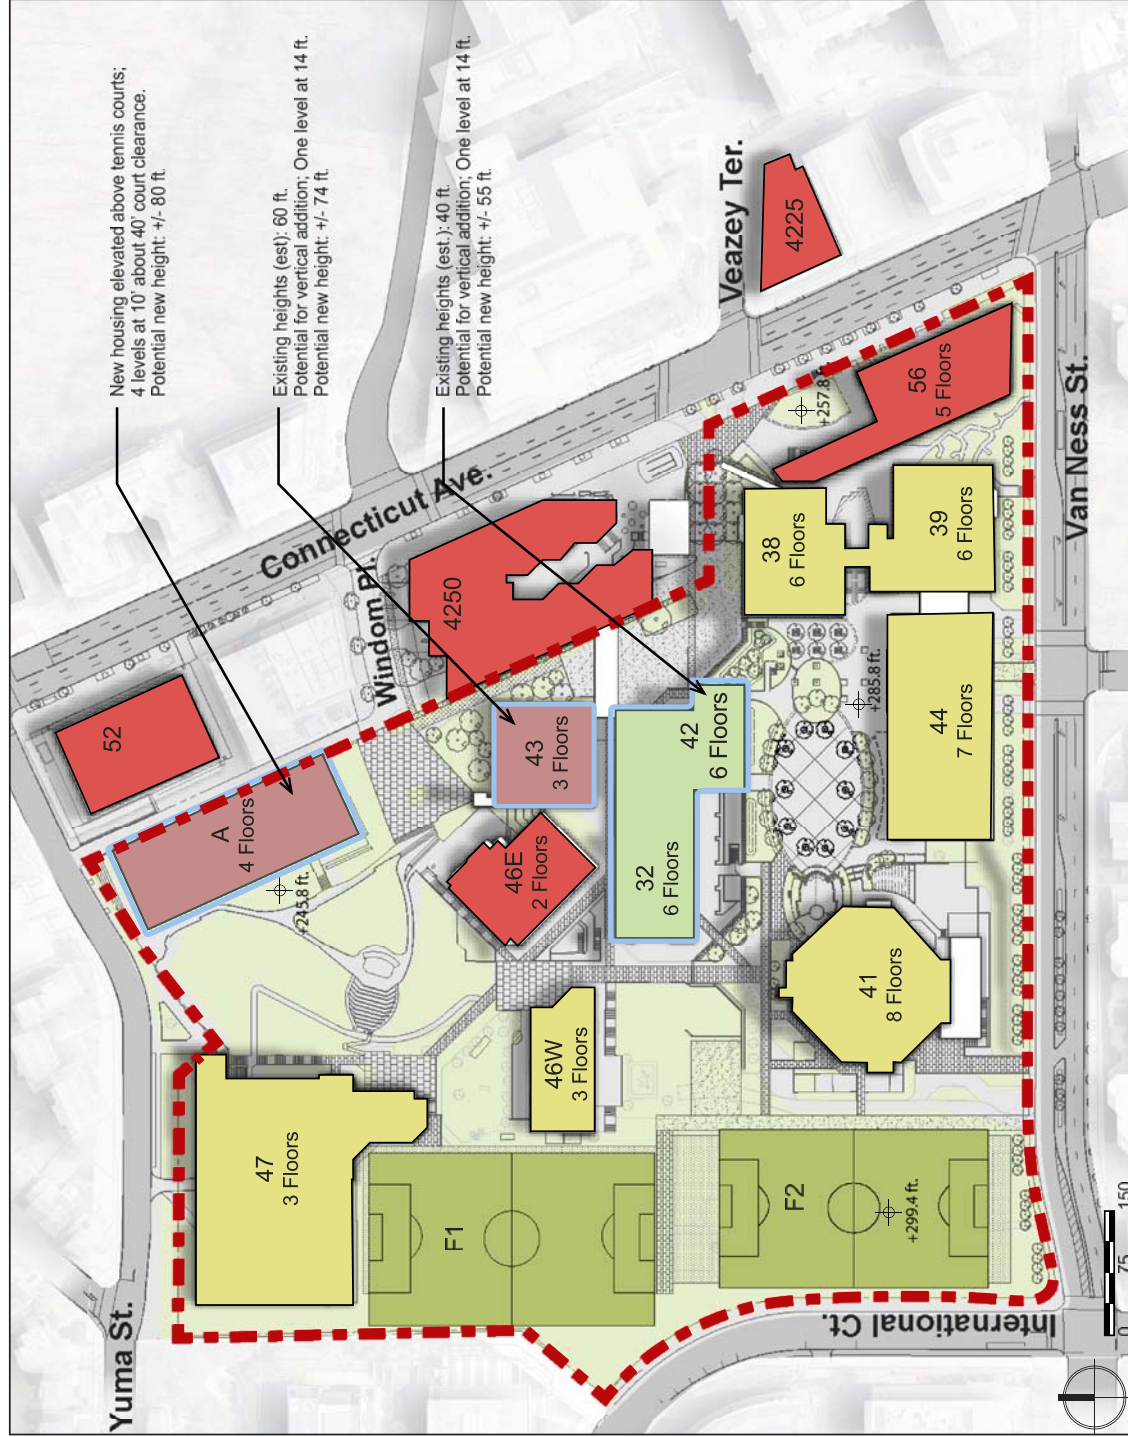 New housing elevated above tennis courts;
4 levels at 10' about 40' court clearance.
Potential new height: +/- 80 ft.
Existing heights (est): 60 ft.
Potential for vertical addition; One level at 14 ft.
Potential new height: +/- 74 ft.
Existing heights (est.): 40 ft.
Potential for vertical addition; One level at 14 ft.
Potential new height: +/- 55 ft.
Yuma St.
Connecticut Ave.
Windom Pl.
Veazey Ter.
Van Ness St.
International Ct.
52
A
4 Floors
+245.8 ft.
4250
4225
43
3 Floors
46E
2 Floors
42
6 Floors
32
6 Floors
56
5 Floors
+257.8 ft.
38
6 Floors
39
6 Floors
44
7 Floors
+285.8 ft.
41
8 Floors
46W
3 Floors
47
3 Floors
F1
F2
+299.4 ft.
0
75
150